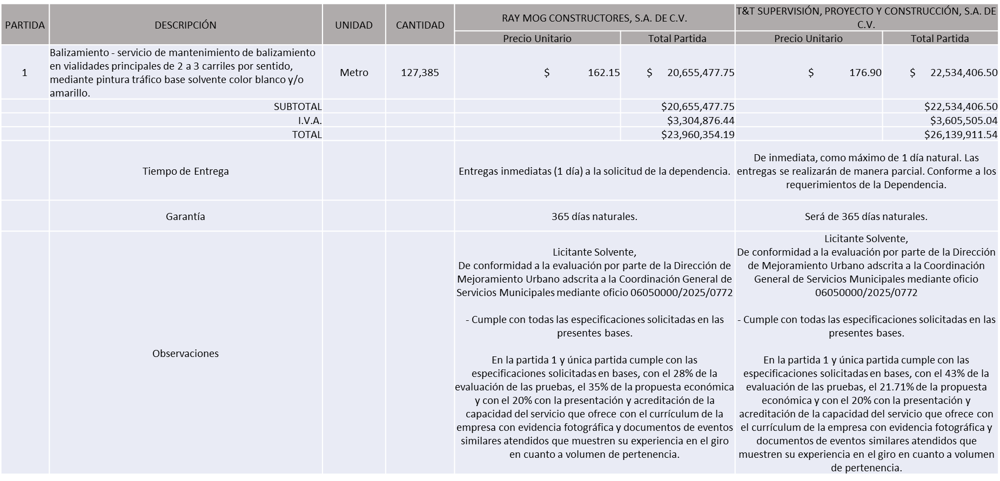 PARTIDA DESCRIPCIÓN UNIDAD CANTIDAD RAY MOG CONSTRUCTORES, S.A. DE C.V. T&T SUPERVISIÓN, PROYECTO Y CONSTRUCCIÓN, S.A. DE
C.V.
Precio Unitario Total Partida Precio Unitario Total Partida
1
Balizamiento - servicio de mantenimiento de balizamiento
en vialidades principales de 2 a 3 carriles por sentido,
mediante pintura tráfico base solvente color blanco y/o
amarillo.
Metro 127,385 $ 162.15 $ 20,655,477.75 $ 176.90 $ 22,534,406.50
SUBTOTAL $20,655,477.75 $22,534,406.50
I.V.A. $3,304,876.44 $3,605,505.04
TOTAL $23,960,354.19 $26,139,911.54
Tiempo de Entrega
Entregas inmediatas (1 día) a la solicitud de la dependencia.
De inmediata, como máximo de 1 día natural. Las
entregas se realizarán de manera parcial. Conforme a los
requerimientos de la Dependencia.
Garantía 365 días naturales. Será de 365 días naturales.
Observaciones
Licitante Solvente,
De conformidad a la evaluación por parte de la Dirección de
Mejoramiento Urbano adscrita a la Coordinación General de
Servicios Municipales mediante oficio 06050000/2025/0772
- Cumple con todas las especificaciones solicitadas en las
presentes bases.
En la partida 1 y única partida cumple con las
especificaciones solicitadas en bases, con el 28% de la
evaluación de las pruebas, el 35% de la propuesta económica
y con el 20% con la presentación y acreditación de la
capacidad del servicio que ofrece con el currículum de la
empresa con evidencia fotográfica y documentos de eventos
similares atendidos que muestren su experiencia en el giro
en cuanto a volumen de pertenencia.
Licitante Solvente,
De conformidad a la evaluación por parte de la Dirección
de Mejoramiento Urbano adscrita a la Coordinación
General de Servicios Municipales mediante oficio
06050000/2025/0772
- Cumple con todas las especificaciones solicitadas en las
presentes bases.
En la partida 1 y única partida cumple con las
especificaciones solicitadas en bases, con el 43% de la
evaluación de las pruebas, el 21.71% de la propuesta
económica y con el 20% con la presentación y
acreditación de la capacidad del servicio que ofrece con
el currículum de la empresa con evidencia fotográfica y
documentos de eventos similares atendidos que
muestren su experiencia en el giro en cuanto a volumen
de pertenencia.